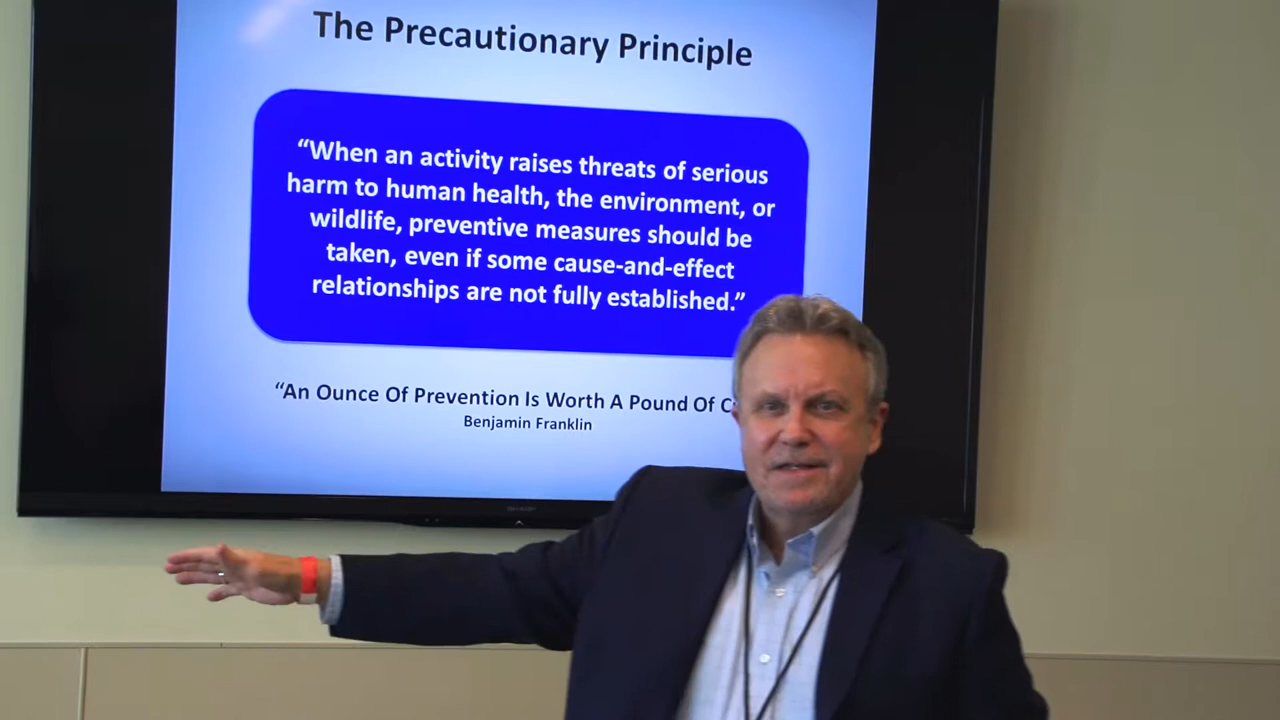 The Precautionary Principle
“When an activity raises threats of serious
harm to human health, the environment, or
wildlife, preventive measures should be
taken, even if some cause-and-effect
relationships are not fully established.”
“An Ounce Of Prevention Is Worth A Pound Of
Benjamin Franklin
SHARP